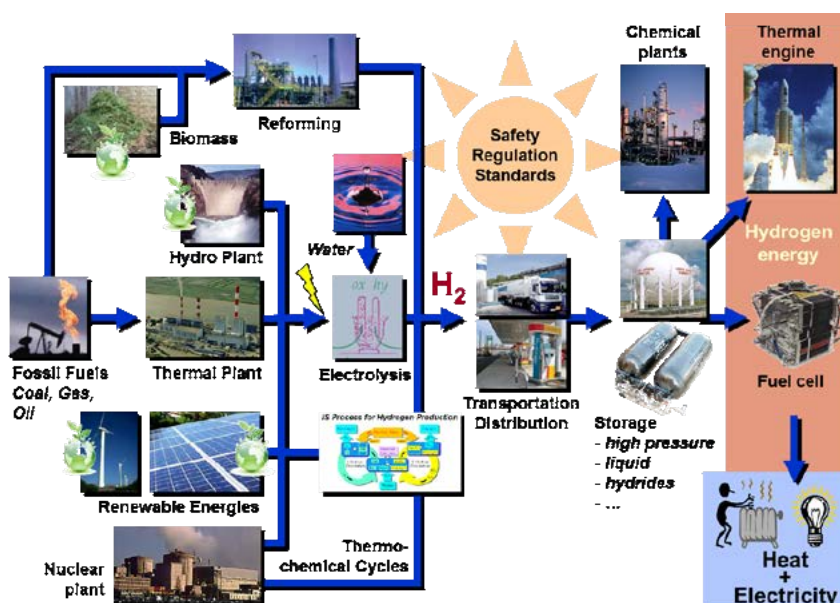 Chemical
plants
Thermal
engine
Biomass
Reforming
Safety
Regulation
Standards
Hydro Plant
Water
ox hy
H2
Hydrogen
energy
Fossil Fuels
Coal, Gas,
Oil
Thermal Plant
Electrolysis
Transportation
Distribution
Fuel cell
IS Process for Hydrogen Production
Storage
- high pressure
- liquid
- hydrides
- ...
Renewable Energies
Nuclear
plant
Thermo-
chemical Cycles
Heat
+
Electricity